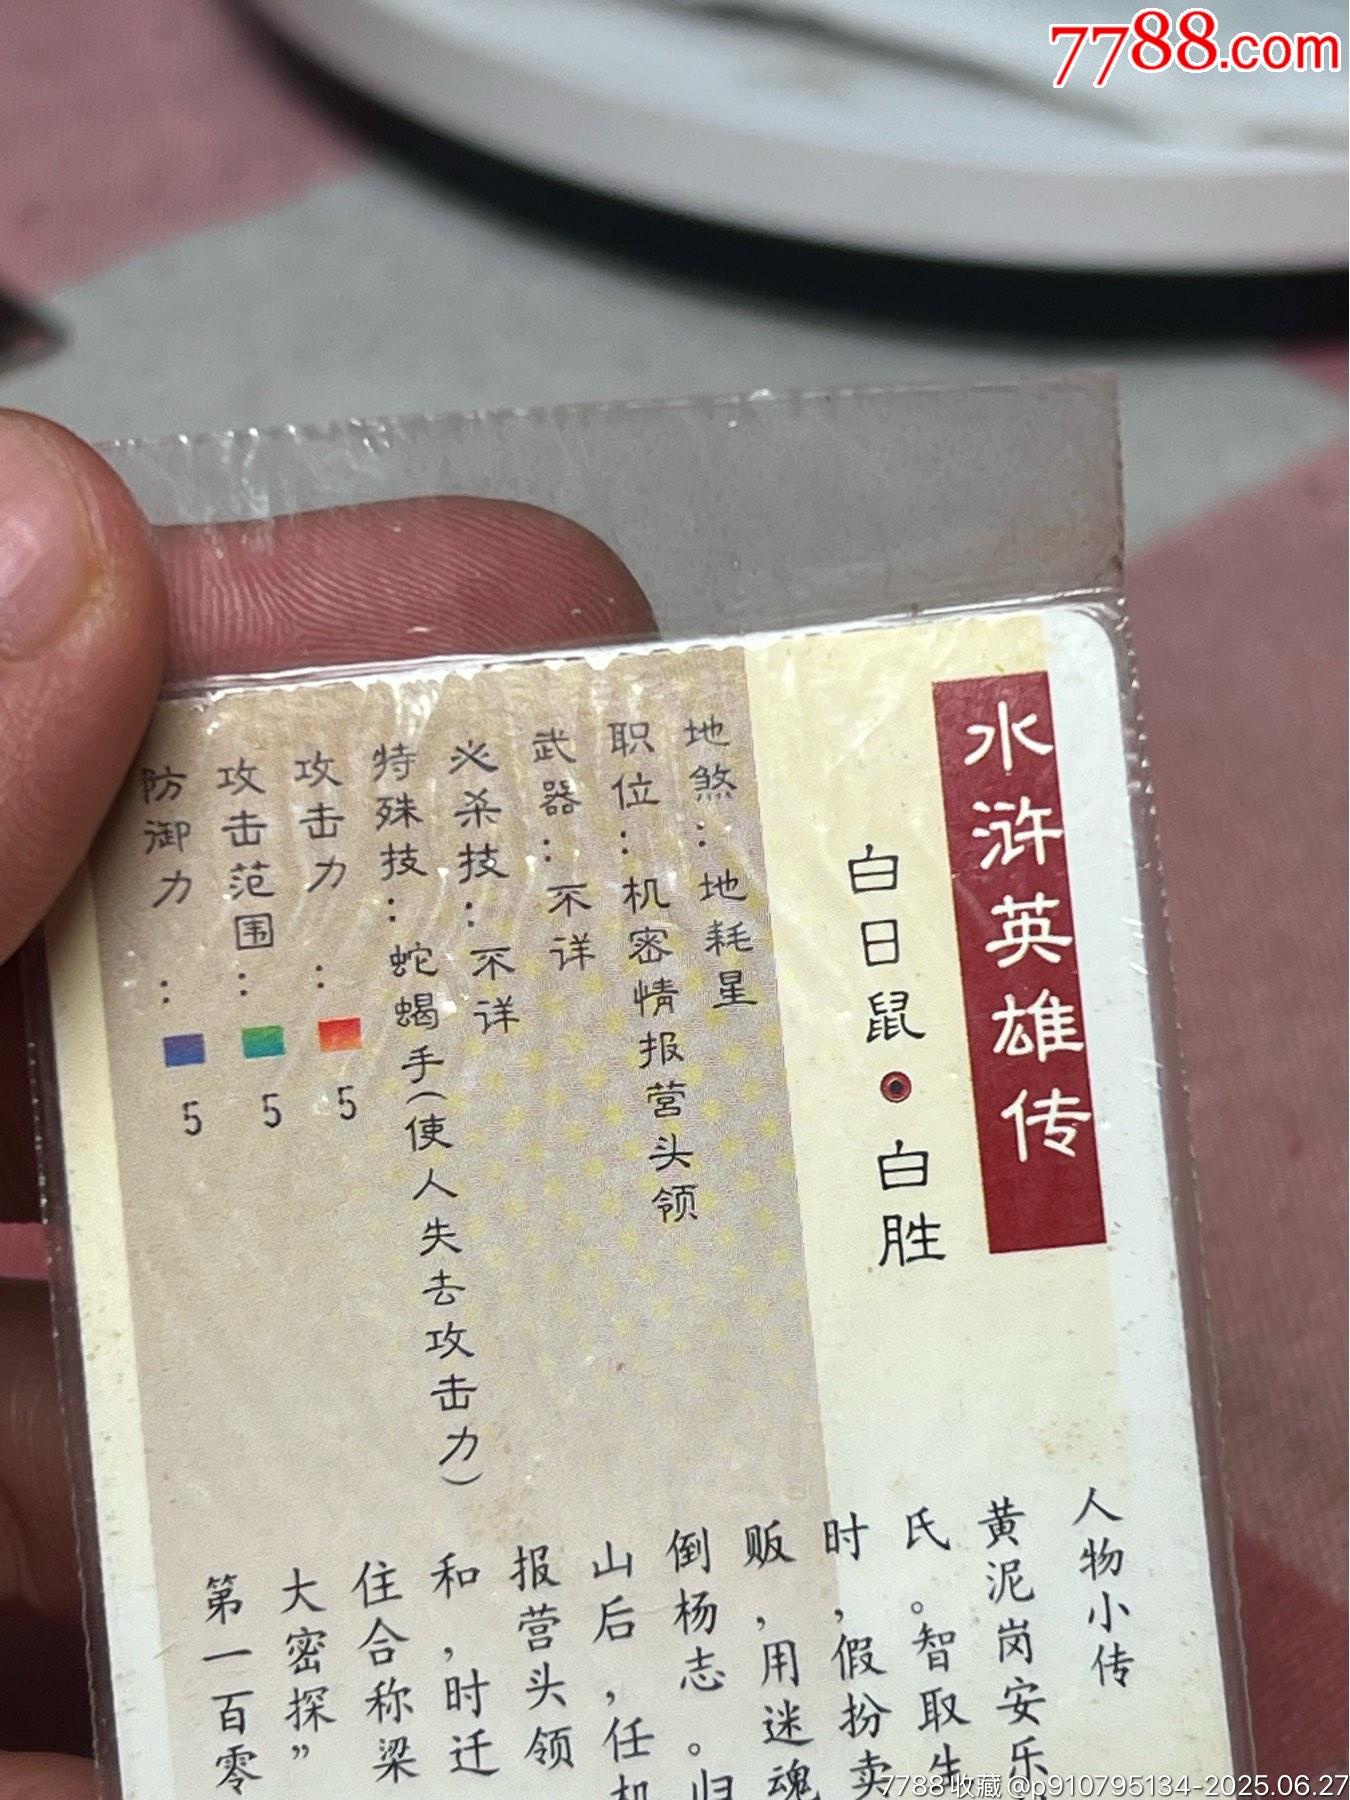 7788.com
水浒英雄传
白日鼠·白胜
地煞：地耗星
职位：机密情报营头领
武器：不详
必杀技：不详
特殊技：蛇蝎手（使人失去攻击力）
攻击力：5
攻击范围：5
防御力：5
人物小传
黄泥岗安乐
氏。智取生
时，假扮卖
贩，用迷魂
倒杨志。归
山后，任机
报营头领
和，时迁
住合称梁
大密探”
第一百零
7788收藏@p910795134-2025.06.27